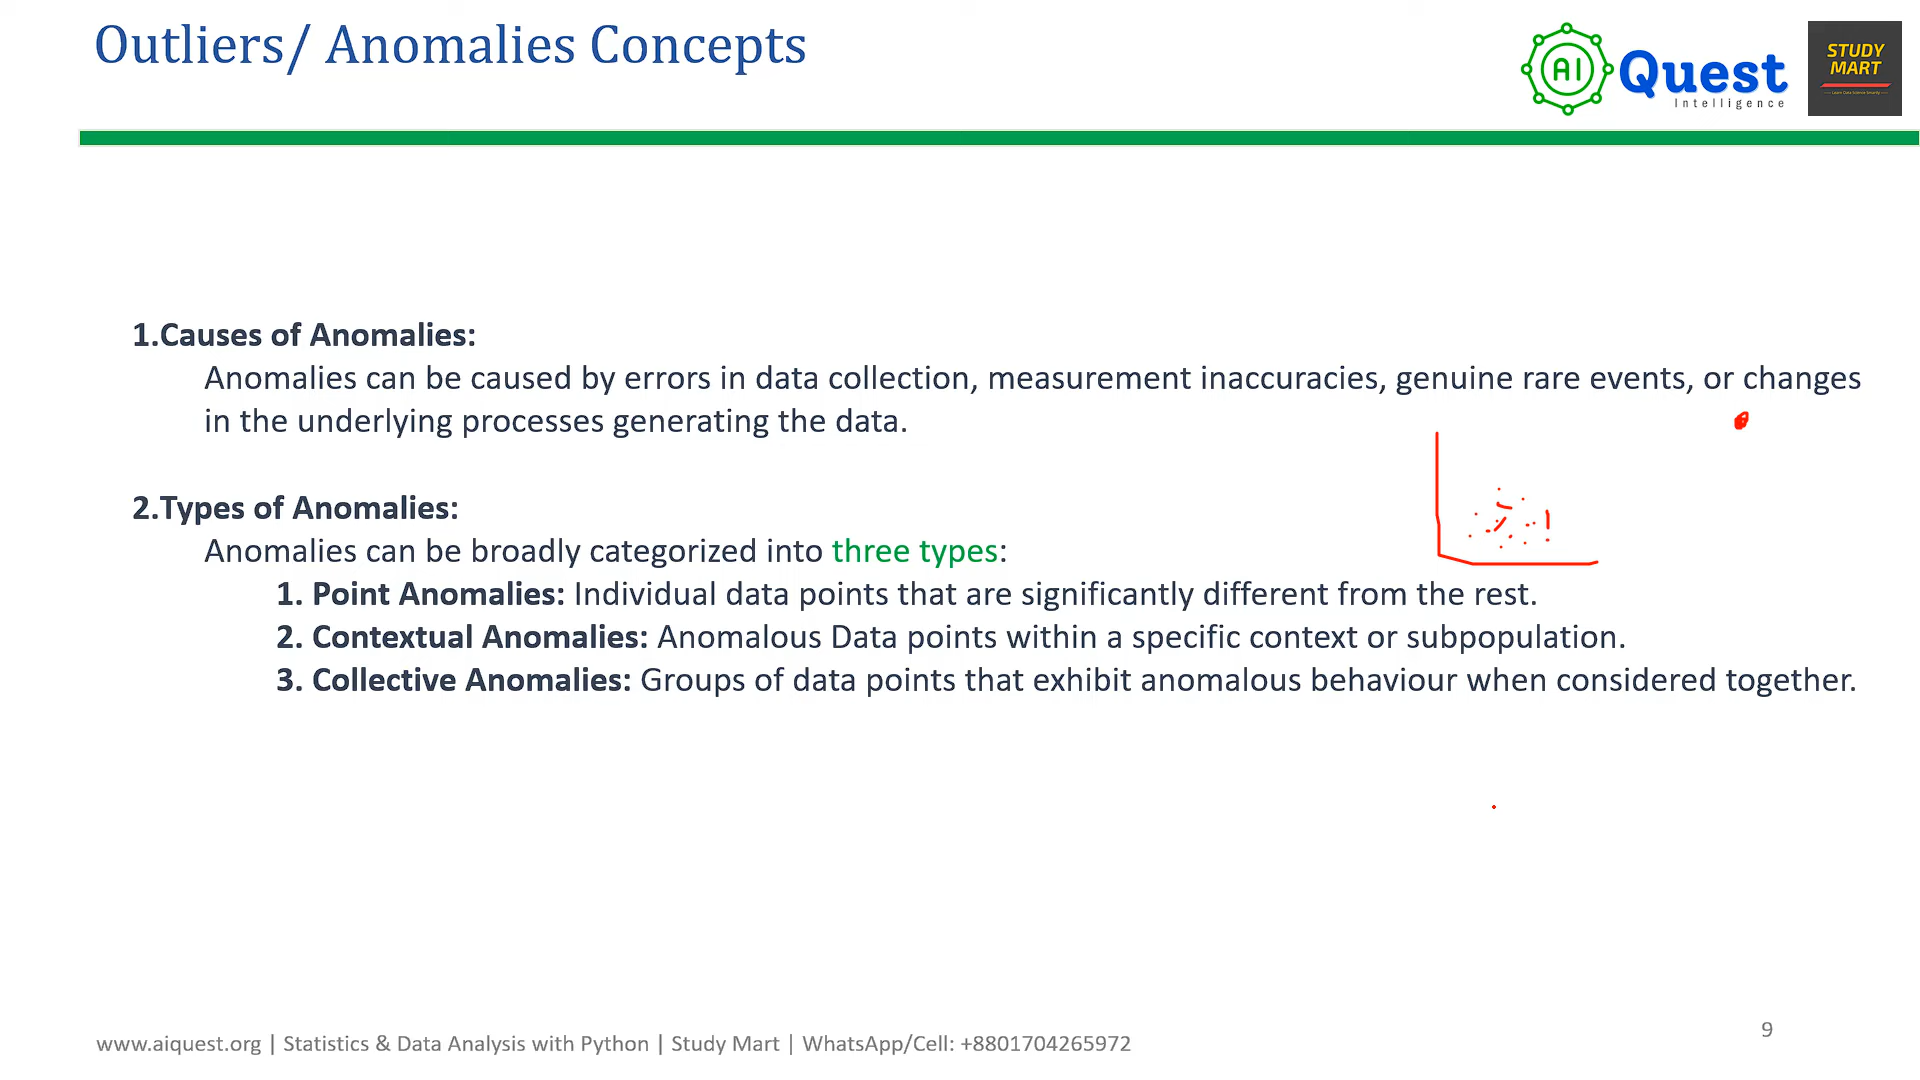 Outliers/ Anomalies Concepts
AI Quest
Intelligence
STUDY
MART
Learn Data Science Smartly
1.Causes of Anomalies:
Anomalies can be caused by errors in data collection, measurement inaccuracies, genuine rare events, or changes
in the underlying processes generating the data.
2.Types of Anomalies:
Anomalies can be broadly categorized into three types:
1. Point Anomalies: Individual data points that are significantly different from the rest.
2. Contextual Anomalies: Anomalous Data points within a specific context or subpopulation.
3. Collective Anomalies: Groups of data points that exhibit anomalous behaviour when considered together.
www.aiquest.org | Statistics & Data Analysis with Python | Study Mart | WhatsApp/Cell: +8801704265972
9